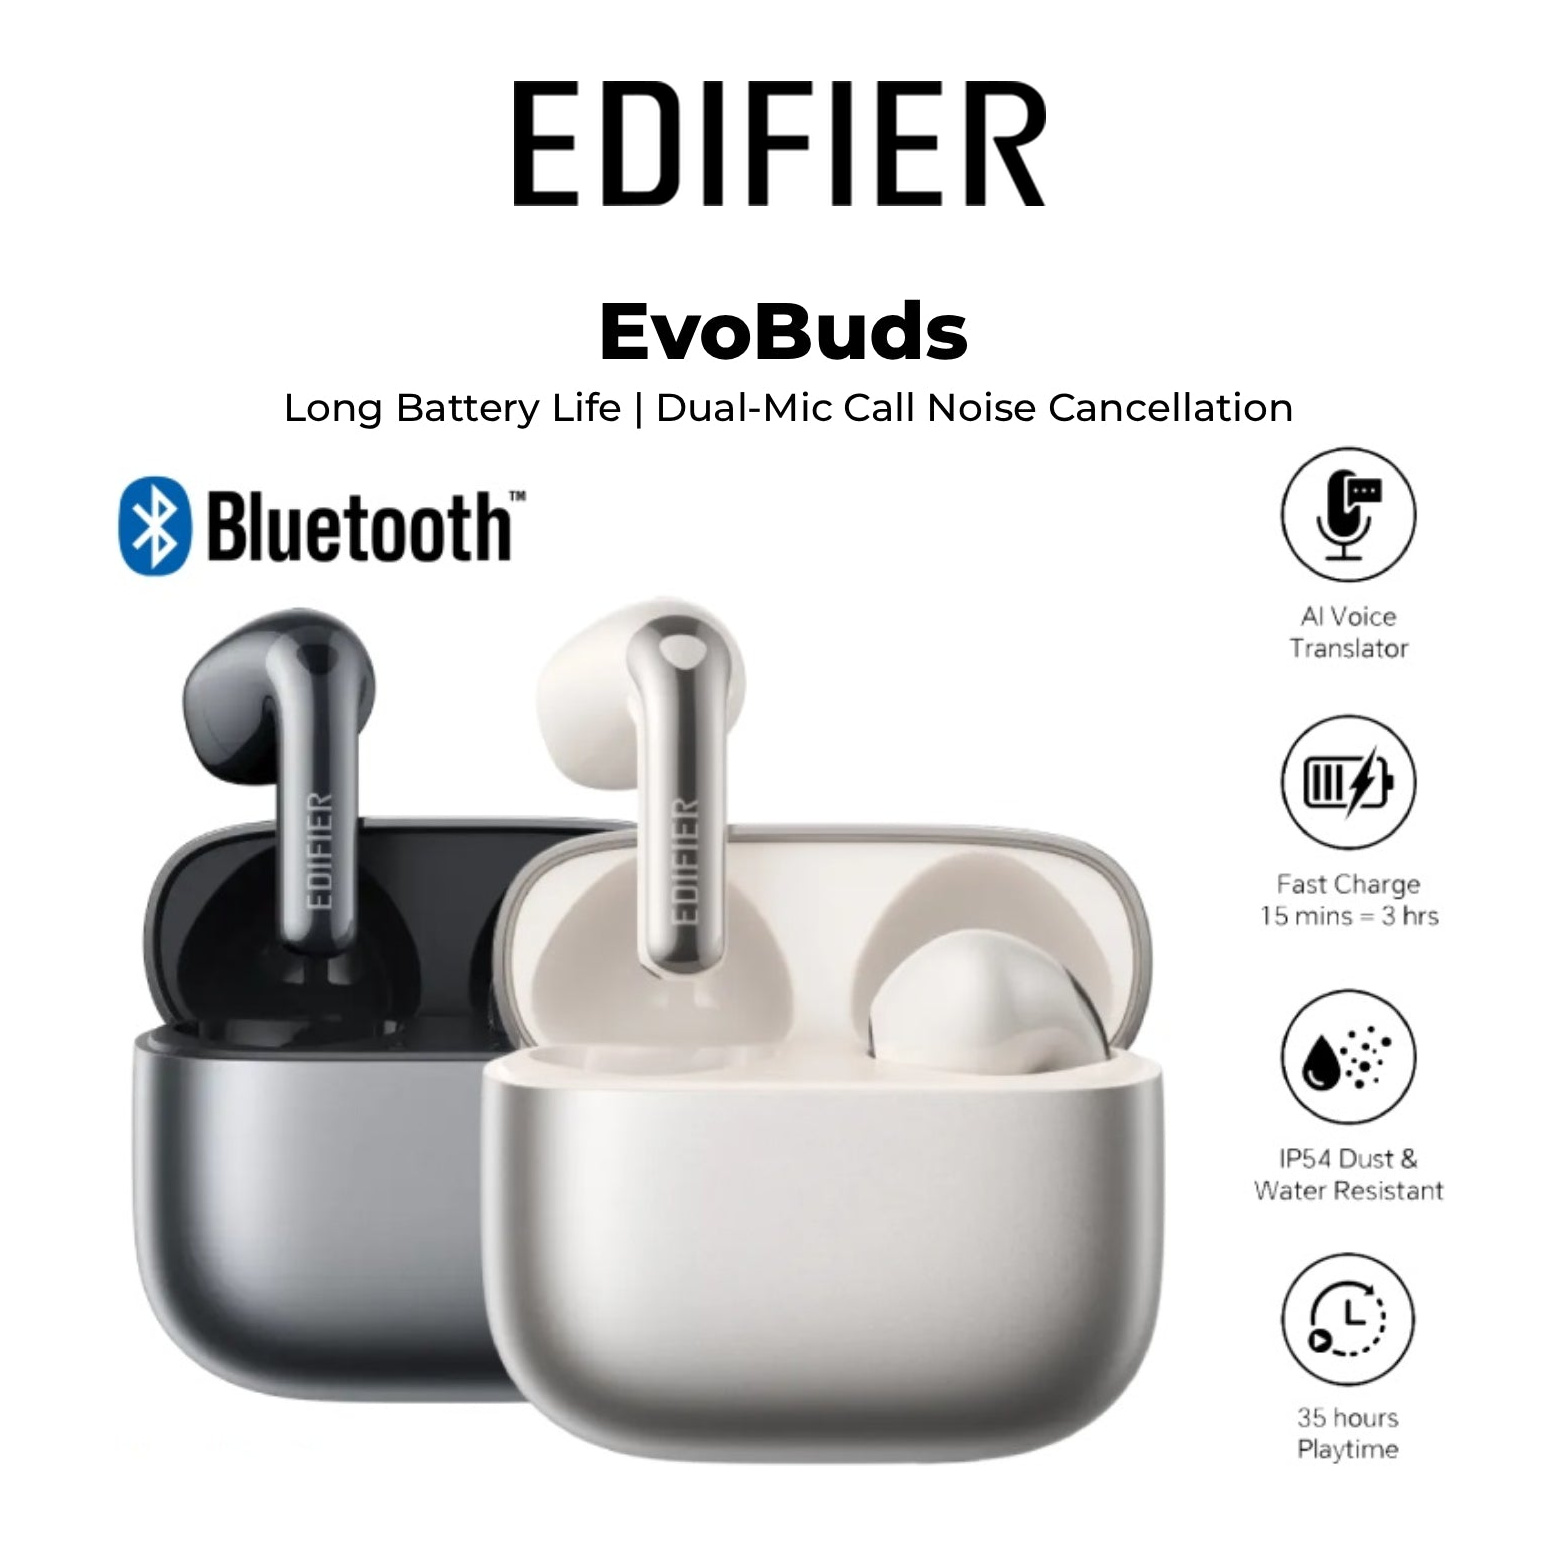 EDIFIER
EvoBuds
Long Battery Life | Dual-Mic Call Noise Cancellation
Bluetooth™
AI Voice
Translator
Fast Charge
15 mins = 3 hrs
IP54 Dust &
Water Resistant
35 hours
Playtime
EDIFIER
EDIFIER